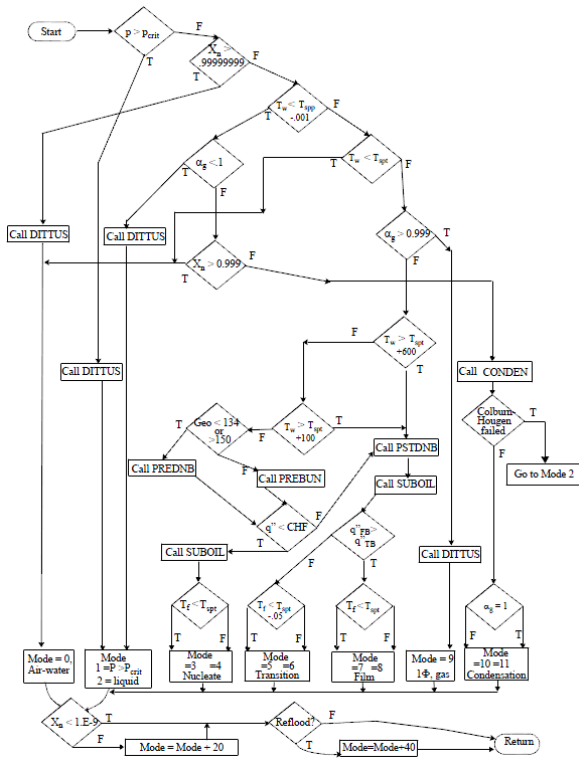 Start
p > pcrit
F
T
Xn >
.99999999
F
T
Tw < Tspp
-.001
F
T
αg <.1
T
F
Tw < Tspt
T
F
Call DITTUS
Call DITTUS
αg > 0.999
T
F
Xn > 0.999
T
F
Tw > Tspt
+600
F
T
Call DITTUS
Call CONDEN
Geo < 134
or
>150
T
F
Tw > Tspt
+100
T
F
Colburn-
Hougen
failed
T
F
Call PSTDNB
Call PREDNB
Call PREBUN
Call SUBOIL
Go to Mode 2
q" < CHF
F
T
q"FB>
q"TB
F
T
Call SUBOIL
Call DITTUS
Tf < Tspt
T
F
Tf < Tspt
-.05
T
F
Tf < Tspt
T
F
αg = 1
F
T
Mode = 0,
Air-water
Mode
1 =P >Pcrit
2 = liquid
Mode
=3 =4
Nucleate
Mode
=5 =6
Transition
Mode
=7 =8
Film
Mode = 9
1Φ, gas
Mode
=10 =11
Condensation
Xn < 1.E-9
T
F
Reflood?
F
T
Mode = Mode + 20
Mode=Mode+40
Return